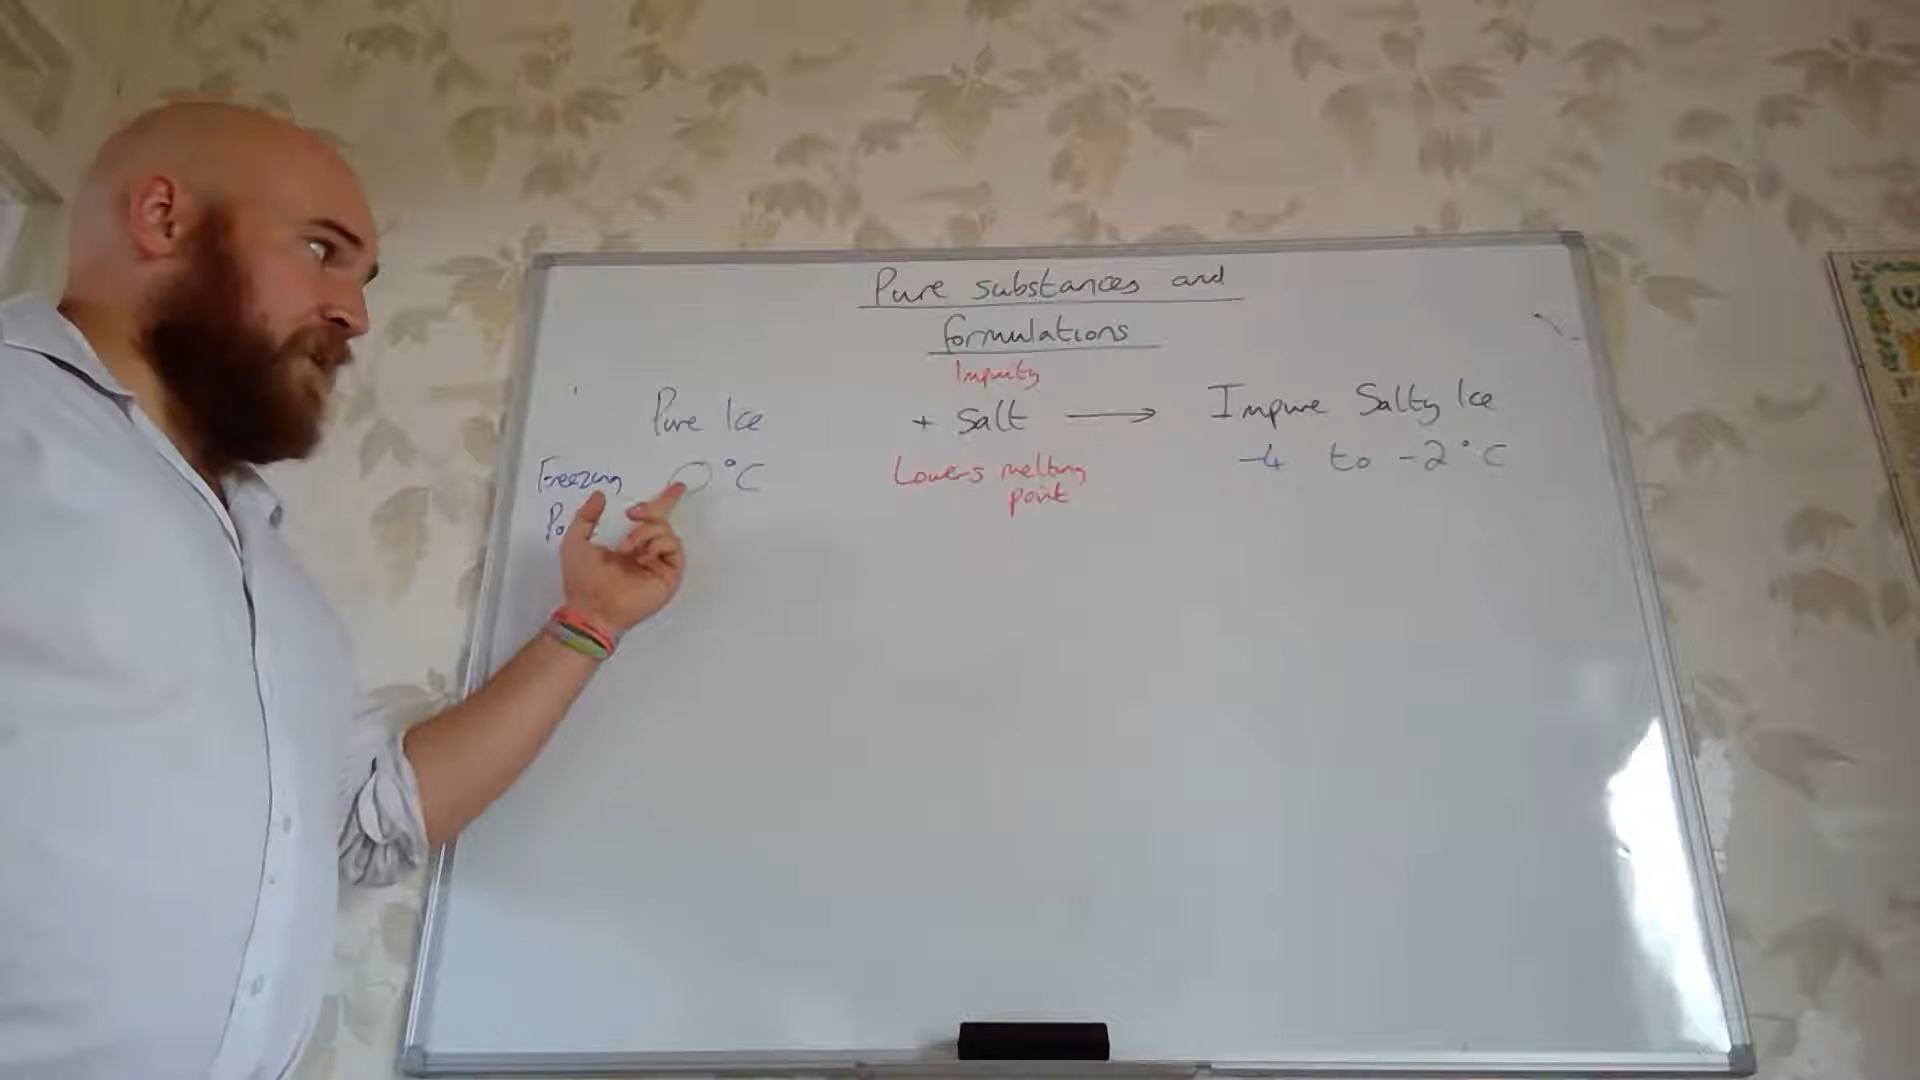 Pure substances and
formulations
Impurity
Pure Ice + Salt → Impure Salty Ice
Freezing 0°C Lowers melting -4 to -2°C
point